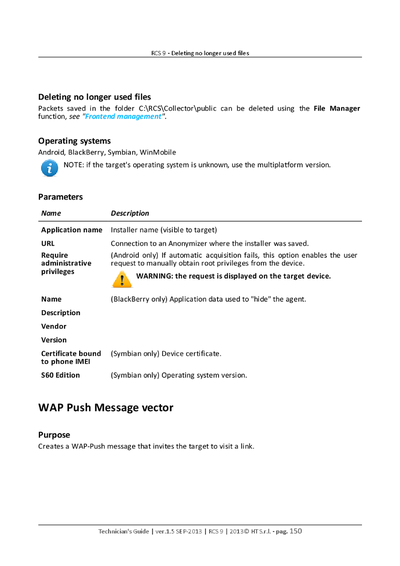 RCS 9 - Deleting no longer used files
Deleting no longer used files
Packets saved in the folder C:\RCS\Collector\public can be deleted using the File Manager
function, see "Frontend management".
Operating systems
Android, BlackBerry, Symbian, WinMobile
NOTE: if the target's operating system is unknown, use the multiplatform version.
Parameters
Name Description
Application name Installer name (visible to target)
URL Connection to an Anonymizer where the installer was saved.
Require (Android only) If automatic acquisition fails, this option enables the user
administrative request to manually obtain root privileges from the device.
privileges
WARNING: the request is displayed on the target device.
Name (BlackBerry only) Application data used to "hide" the agent.
Description
Vendor
Version
Certificate bound (Symbian only) Device certificate.
to phone IMEI
S60 Edition (Symbian only) Operating system version.
WAP Push Message vector
Purpose
Creates a WAP-Push message that invites the target to visit a link.
Technician's Guide | ver.1.5 SEP-2013 | RCS 9 | 2013© HT S.r.l. - pag. 150